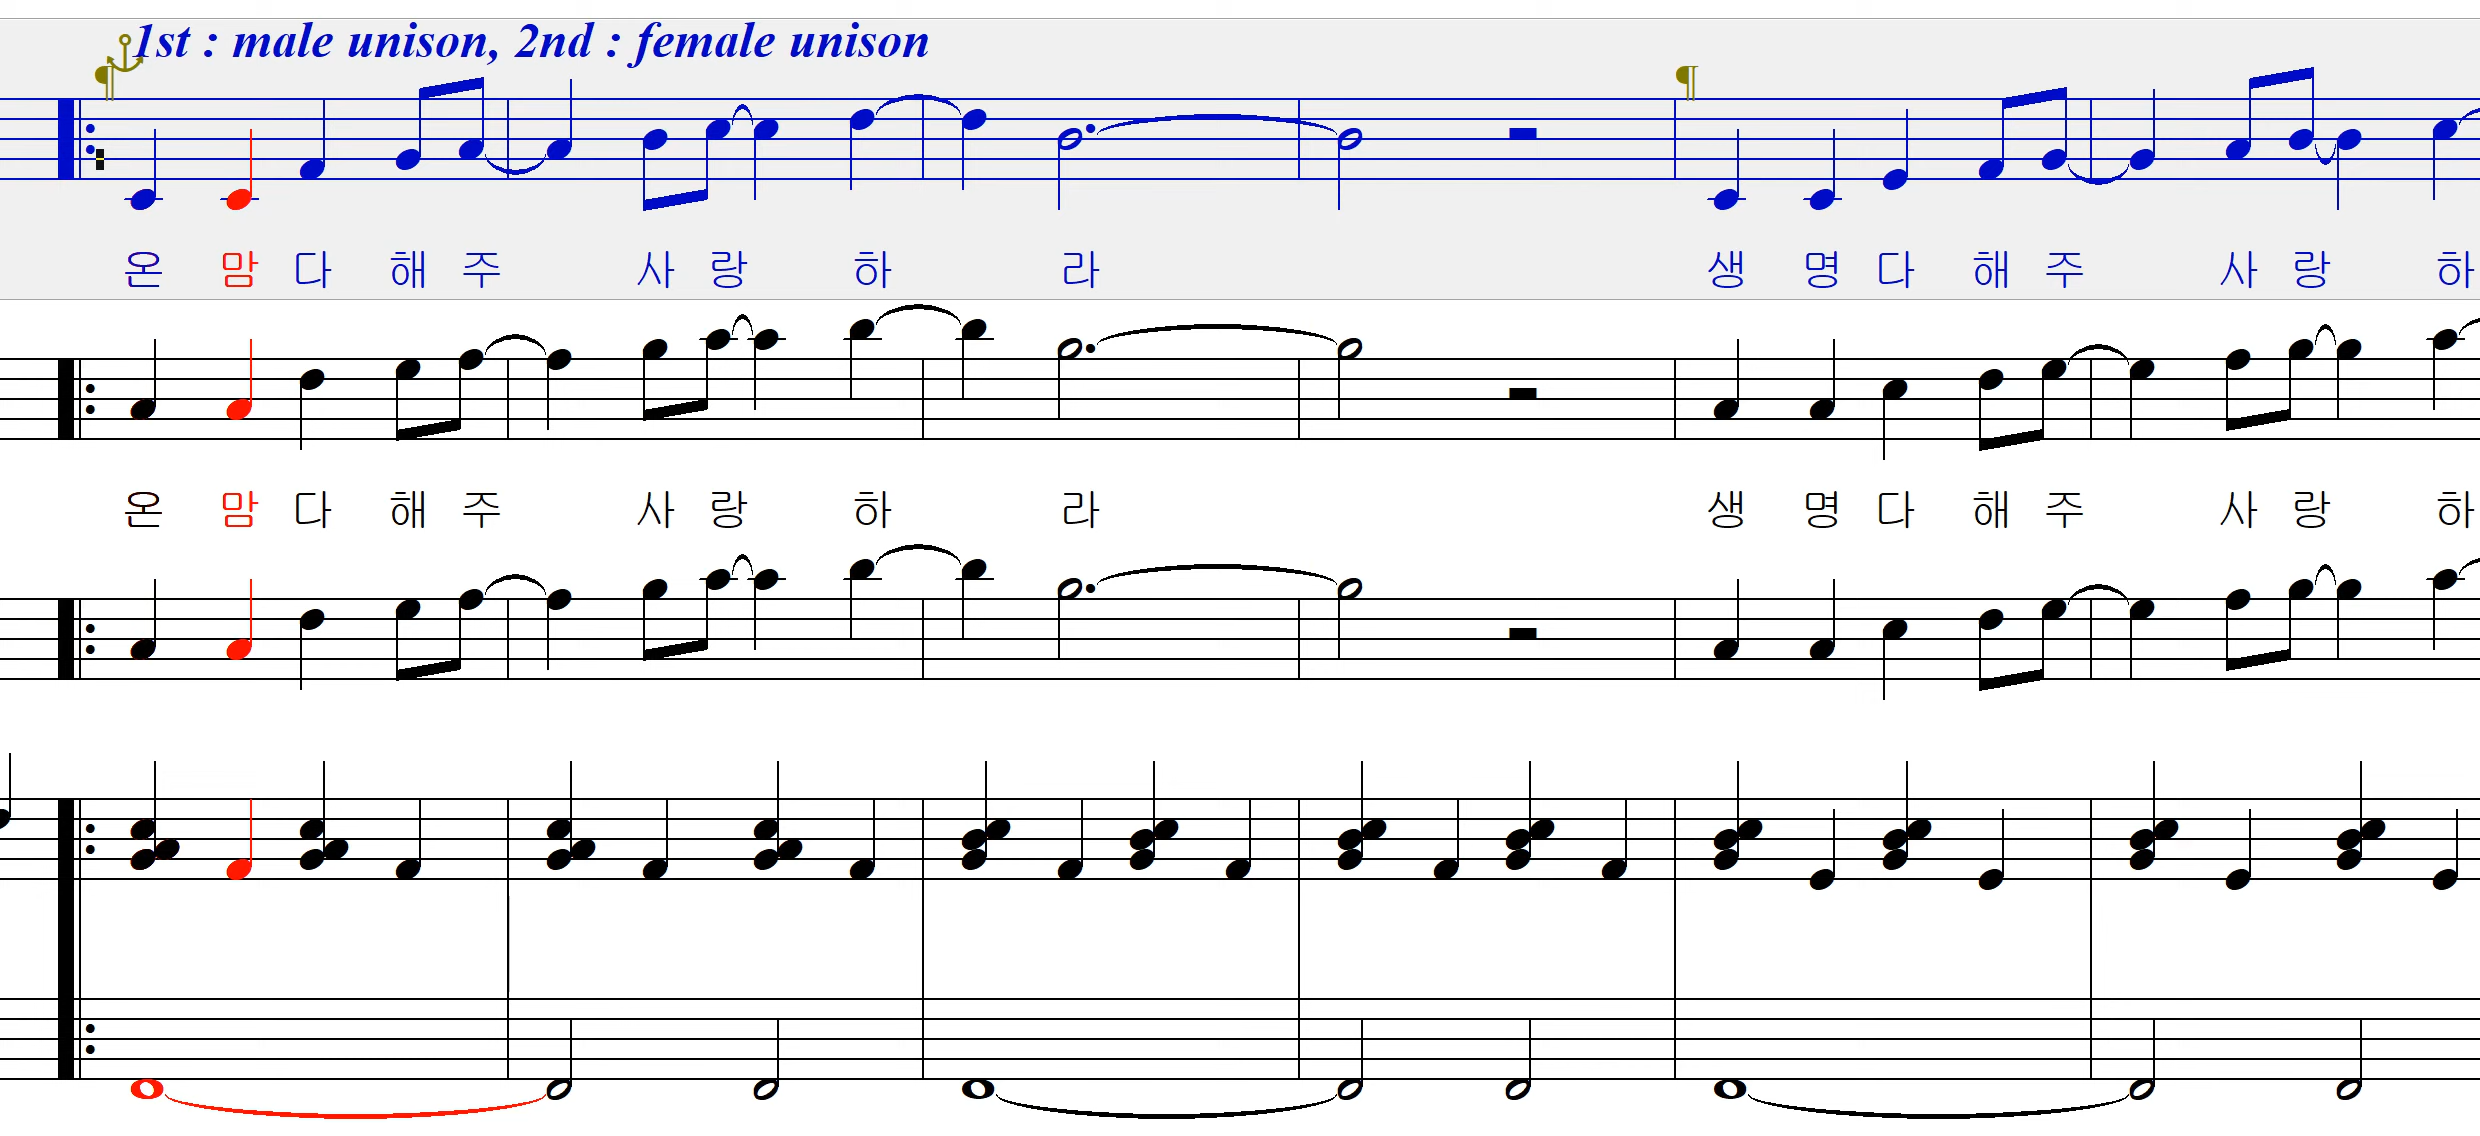 1st : male unison, 2nd : female unison
온 맘 다 해 주 사 랑 하 라 생 명 다 해 주 사 랑 하
온 맘 다 해 주 사 랑 하 라 생 명 다 해 주 사 랑 하